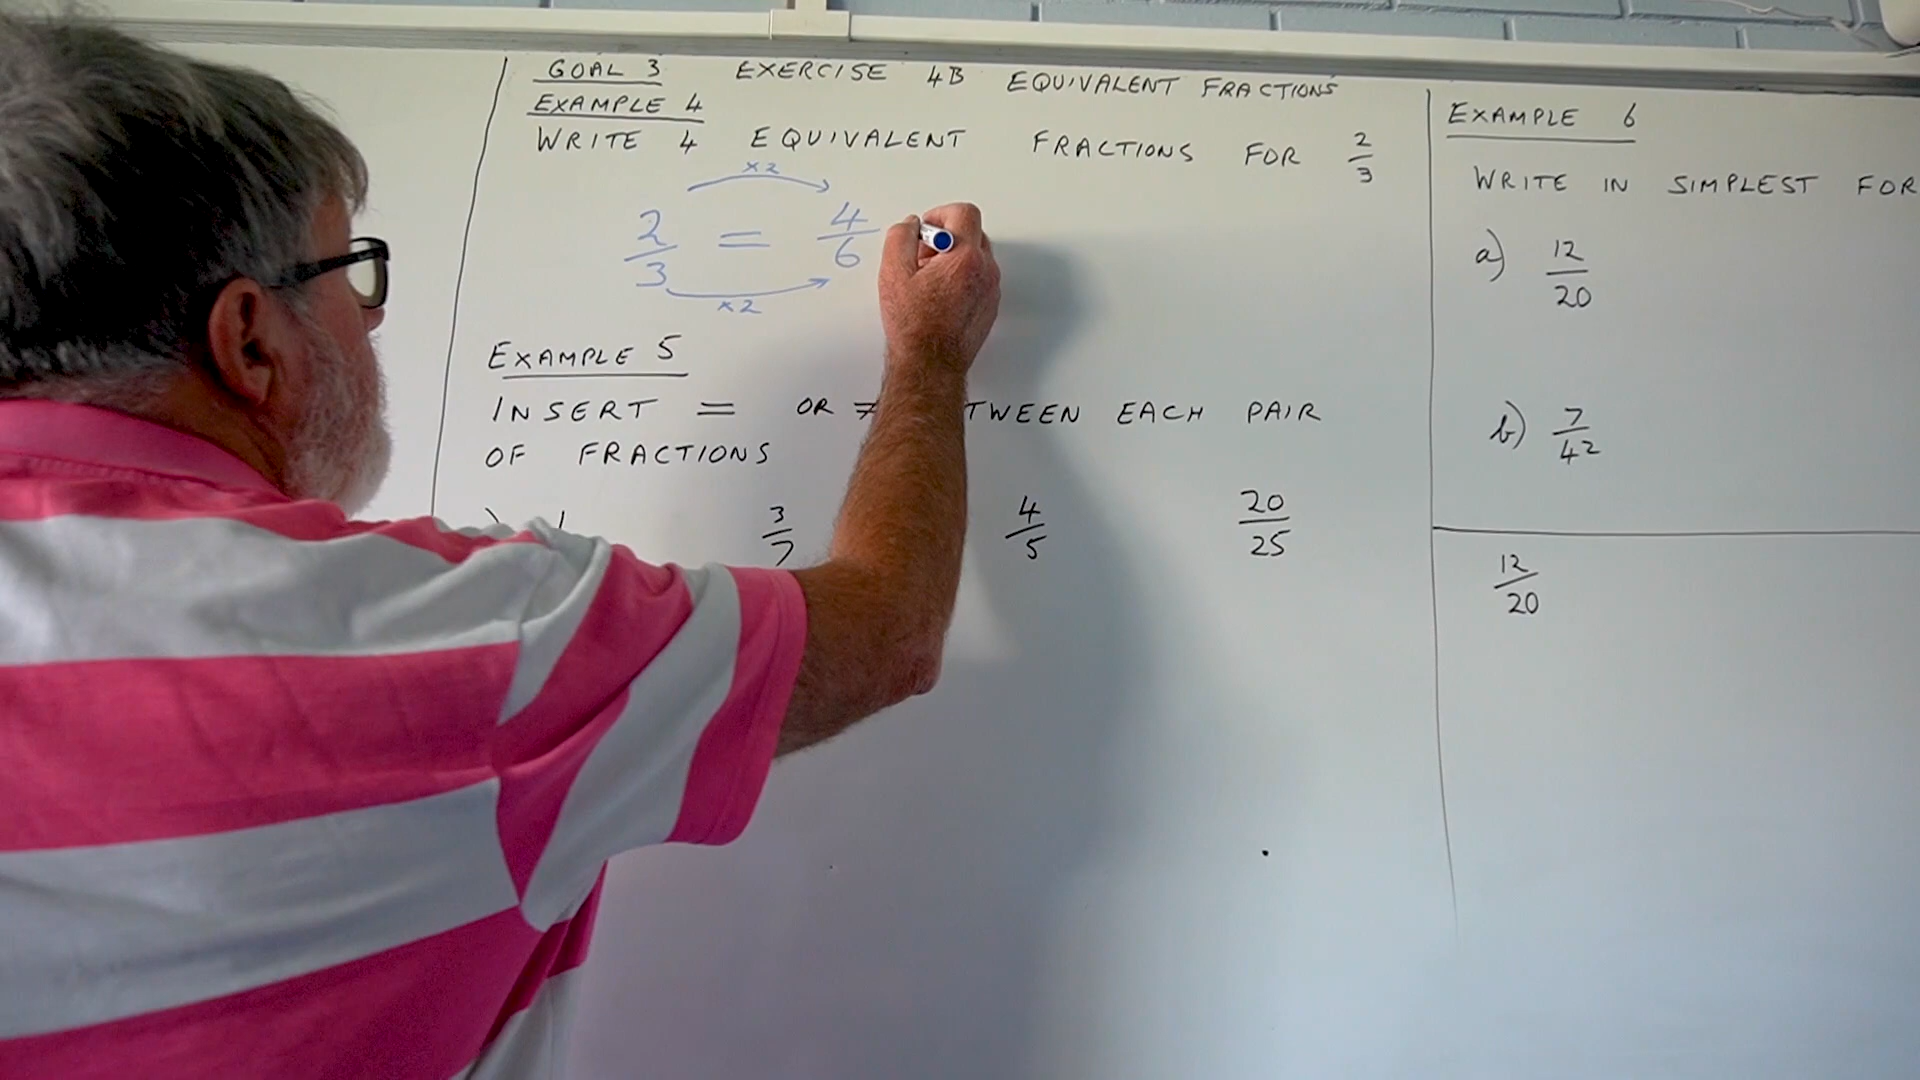 GOAL 3 EXERCISE 4B EQUIVALENT FRACTIONS
EXAMPLE 4
WRITE 4 EQUIVALENT FRACTIONS FOR 2/3
×2
2/3 = 4/6
×2
EXAMPLE 5
INSERT = OR ≠ TWEEN EACH PAIR
OF FRACTIONS
3/7 4/5 20/25
EXAMPLE 6
WRITE IN SIMPLEST FOR
a) 12/20
b) 7/42
12/20